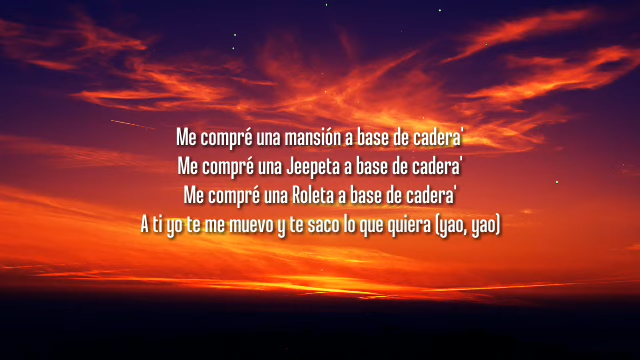 Me compré una mansión a base de cadera'
Me compré una Jeepeta a base de cadera'
Me compré una Roleta a base de cadera'
A ti yo te me muevo y te saco lo que quiera (yao, yao)